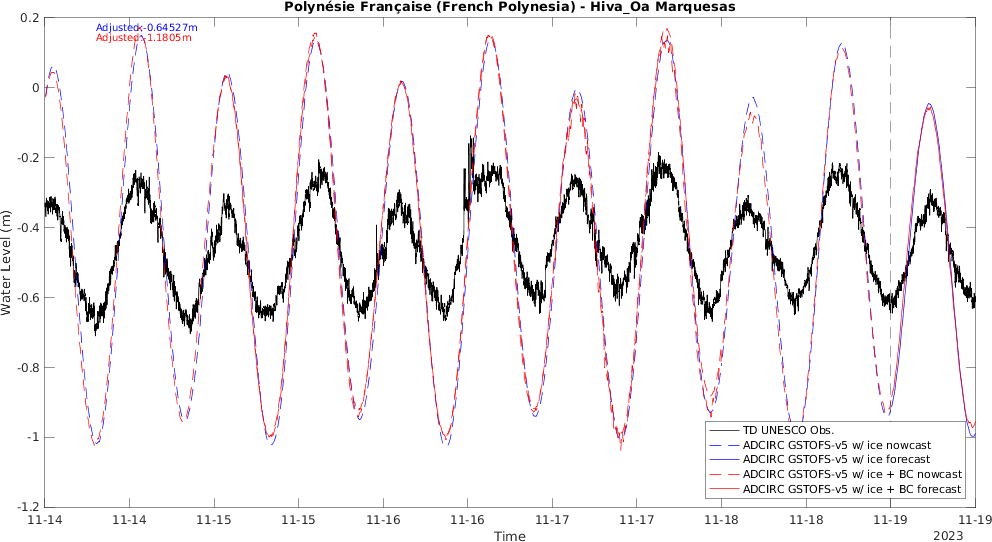 Polynésie Française (French Polynesia) - Hiva_Oa Marquesas
Adjusted:-0.64527m
Adjusted:-1.1805m
0.2
0
-0.2
-0.4
-0.6
-0.8
-1
-1.2
Water Level (m)
TD UNESCO Obs.
ADCIRC GSTOFS-v5 w/ ice nowcast
ADCIRC GSTOFS-v5 w/ ice forecast
ADCIRC GSTOFS-v5 w/ ice + BC nowcast
ADCIRC GSTOFS-v5 w/ ice + BC forecast
11-14 11-14 11-15 11-15 11-16 11-16 11-17 11-17 11-18 11-18 11-19 11-19
Time
2023